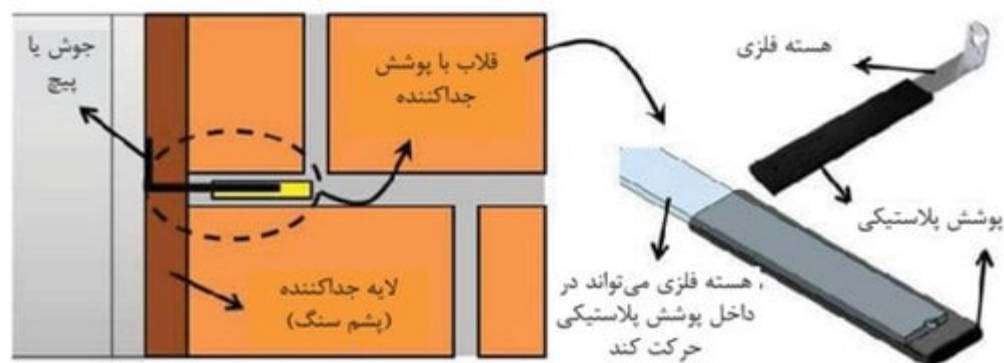 جوش یا
پیچ
قلاب با پوشش
جداکننده
لایه جداکننده
(پشم سنگ)
هسته فلزی
پوشش پلاستیکی
هسته فلزی می‌تواند در
داخل پوشش پلاستیکی
حرکت کند